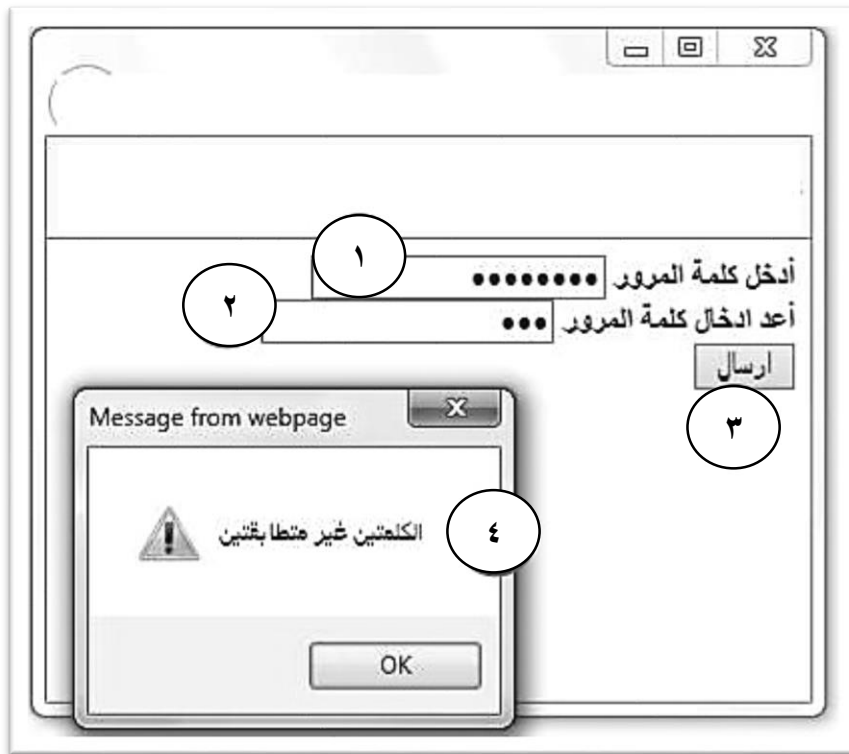 ١
أدخل كلمة المرور
٢
أعد ادخال كلمة المرور
ارسال
٣
Message from webpage
الكلمتين غير متطابقتين
٤
OK